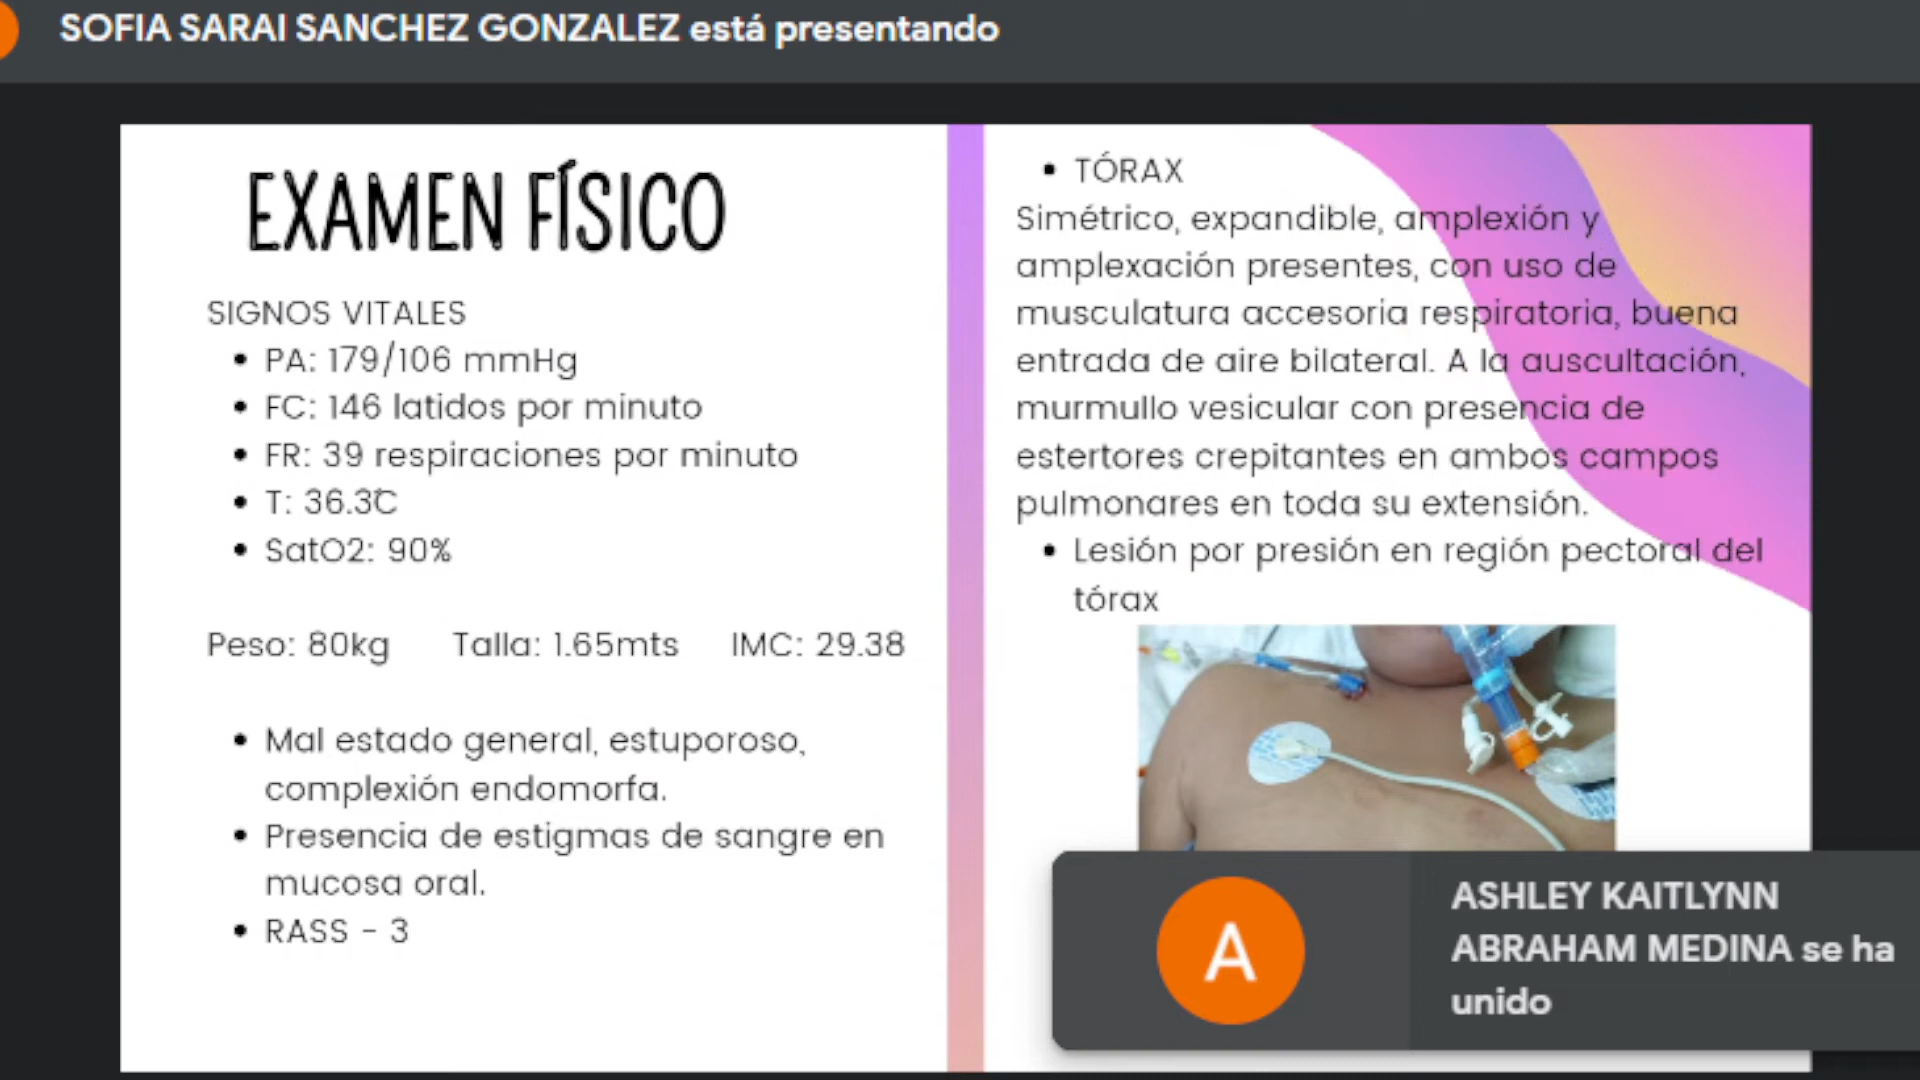 SOFIA SARAI SANCHEZ GONZALEZ está presentando
EXAMEN FÍSICO
SIGNOS VITALES
• PA: 179/106 mmHg
• FC: 146 latidos por minuto
• FR: 39 respiraciones por minuto
• T: 36.3°C
• SatO2: 90%
Peso: 80kg Talla: 1.65mts IMC: 29.38
• Mal estado general, estuporoso,
complexión endomorfa.
• Presencia de estigmas de sangre en
mucosa oral.
• RASS - 3
• TÓRAX
Simétrico, expandible, amplexión y
amplexación presentes, con uso de
musculatura accesoria respiratoria, buena
entrada de aire bilateral. A la auscultación,
murmullo vesicular con presencia de
estertores crepitantes en ambos campos
pulmonares en toda su extensión.
• Lesión por presión en región pectoral del
tórax
A
ASHLEY KAITLYNN
ABRAHAM MEDINA se ha
unido